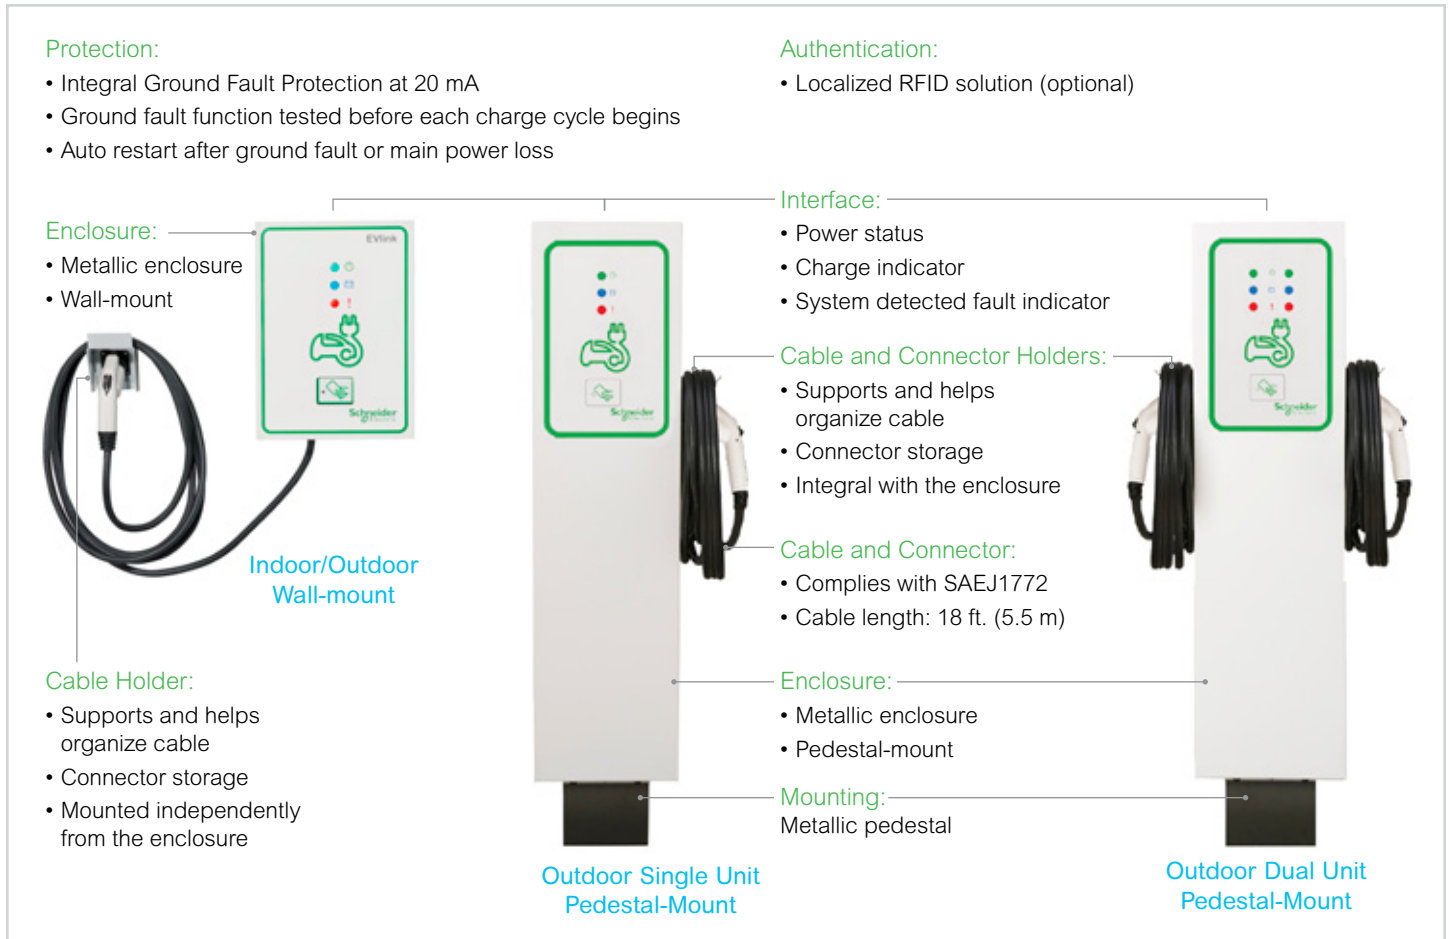 Protection:
• Integral Ground Fault Protection at 20 mA
• Ground fault function tested before each charge cycle begins
• Auto restart after ground fault or main power loss
Authentication:
• Localized RFID solution (optional)
Enclosure:
• Metallic enclosure
• Wall-mount
EVlink
Schneider
Indoor/Outdoor
Wall-mount
Cable Holder:
• Supports and helps
organize cable
• Connector storage
• Mounted independently
from the enclosure
Schneider
Outdoor Single Unit
Pedestal-Mount
Interface:
• Power status
• Charge indicator
• System detected fault indicator
Cable and Connector Holders:
• Supports and helps
organize cable
• Connector storage
• Integral with the enclosure
Cable and Connector:
• Complies with SAEJ1772
• Cable length: 18 ft. (5.5 m)
Enclosure:
• Metallic enclosure
• Pedestal-mount
Mounting:
Metallic pedestal
Schneider
Outdoor Dual Unit
Pedestal-Mount